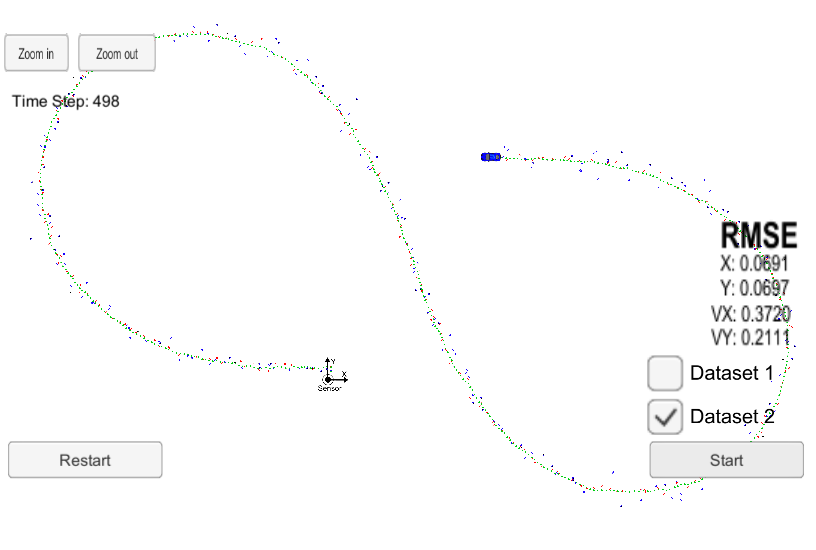 Zoom in
Zoom out
Time Step: 498
RMSE
X: 0.0691
Y: 0.0697
VX: 0.3720
VY: 0.2111
Y
X
Sensor
Dataset 1
Dataset 2
Restart
Start